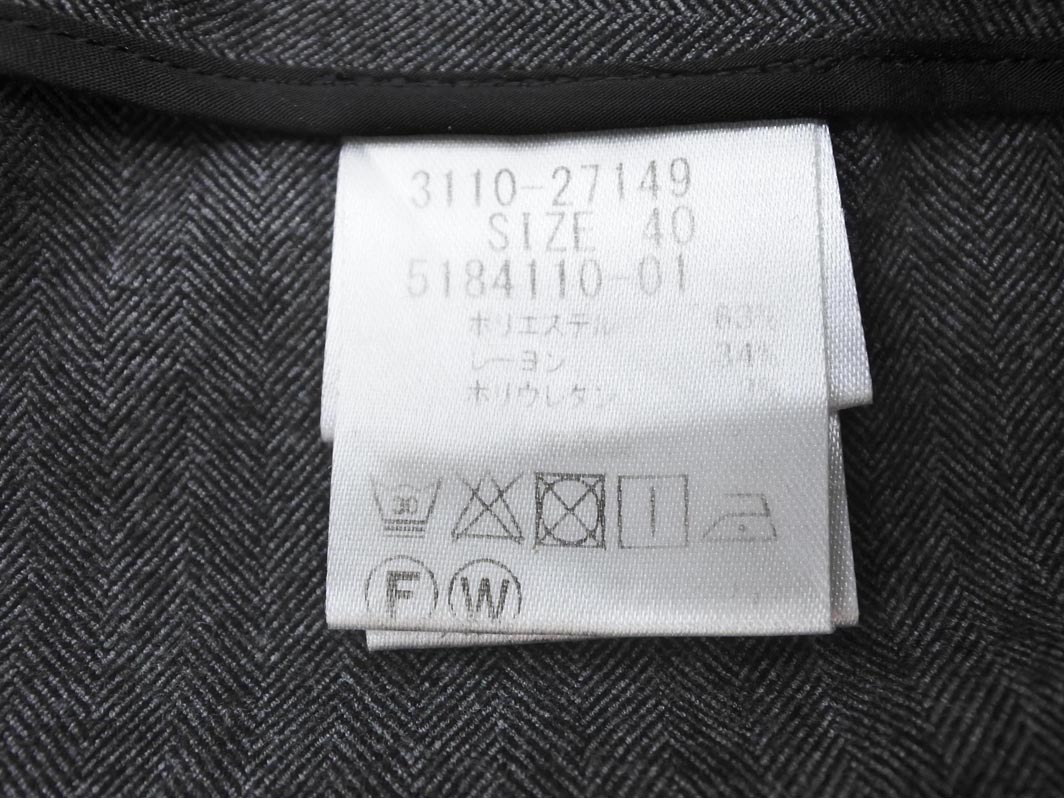 3110-27149
SIZE 40
5184110-01
ポリエステル 63%
レーヨン 34%
ポリウレタン
30
F W